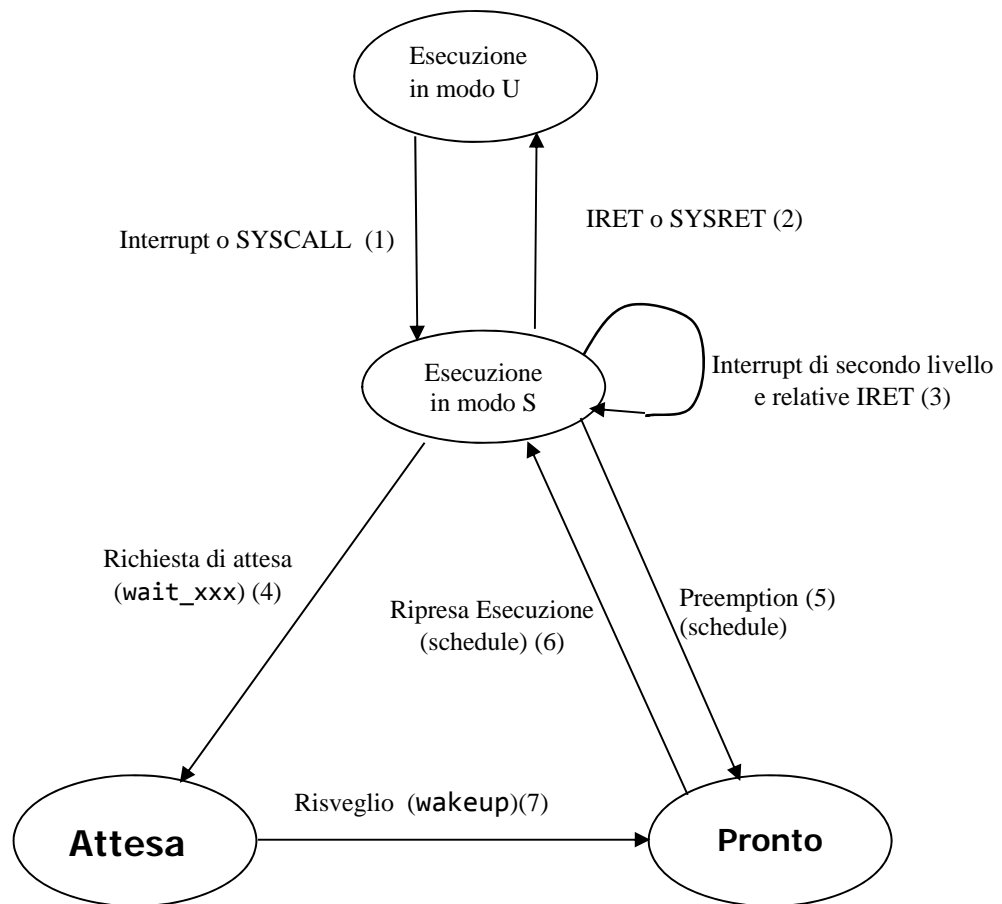 Esecuzione
in modo U
Interrupt o SYSCALL (1)
IRET o SYSRET (2)
Esecuzione
in modo S
Interrupt di secondo livello
e relative IRET (3)
Richiesta di attesa
(wait_xxx) (4)
Ripresa Esecuzione
(schedule) (6)
Preemption (5)
(schedule)
Attesa
Risveglio (wakeup)(7)
Pronto